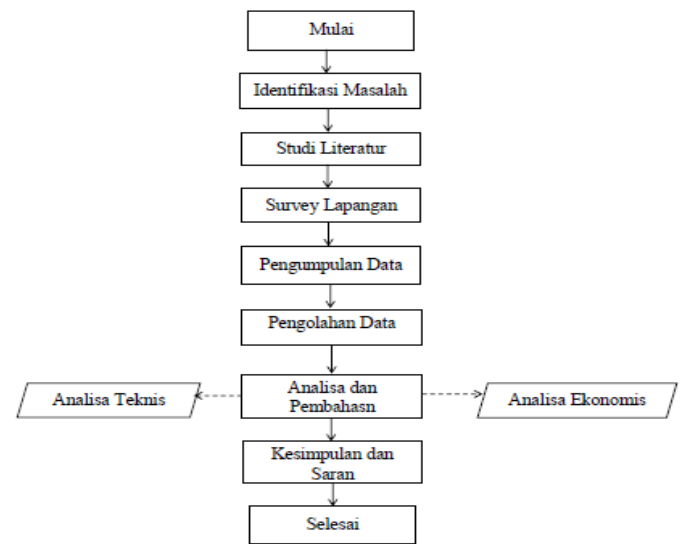 Mulai
Identifikasi Masalah
Studi Literatur
Survey Lapangan
Pengumpulan Data
Pengolahan Data
Analisa Teknis
Analisa dan
Pembahasn
Analisa Ekonomis
Kesimpulan dan
Saran
Selesai